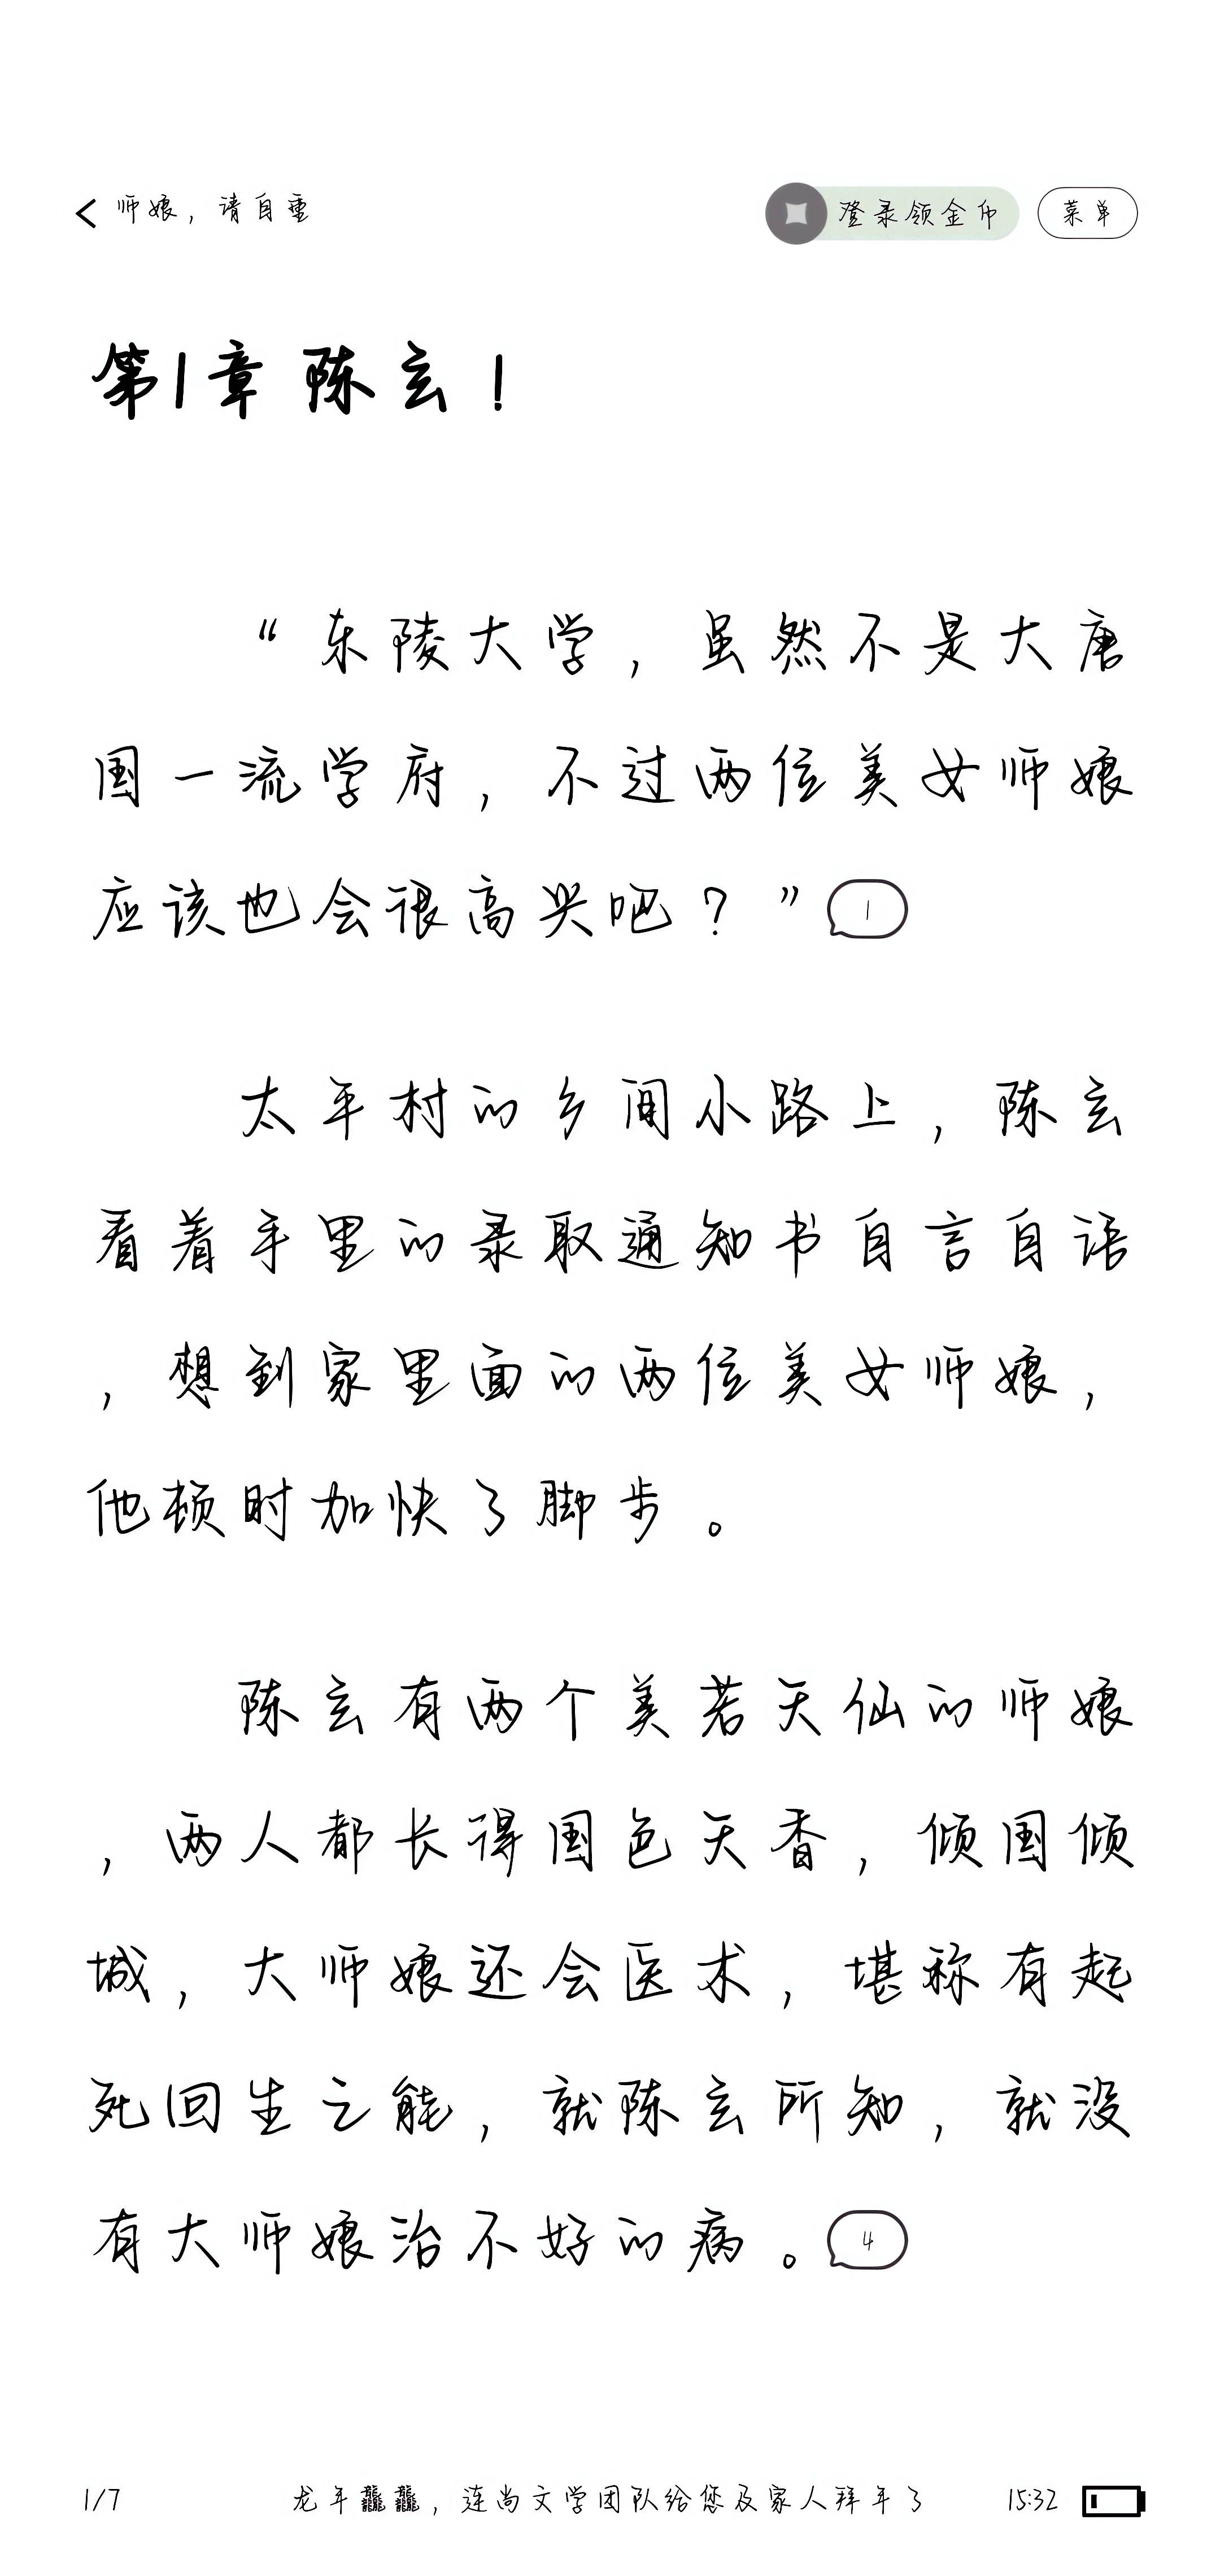 师娘，请自重
登录领金币
菜单
第1章 陈玄！
“东陵大学，虽然不是大唐
国一流学府，不过两位美女师娘
应该也会很高兴吧？”
1
太平村的乡间小路上，陈玄
看着手里的录取通知书自言自语
，想到家里面的两位美女师娘，
他顿时加快了脚步。
陈玄有两个美若天仙的师娘
，两人都长得国色天香，倾国倾
城，大师娘还会医术，堪称有起
死回生之能，就陈玄所知，就没
有大师娘治不好的病。
4
1/7
龙年龘龘，连尚文学团队给您及家人拜年了
15:32